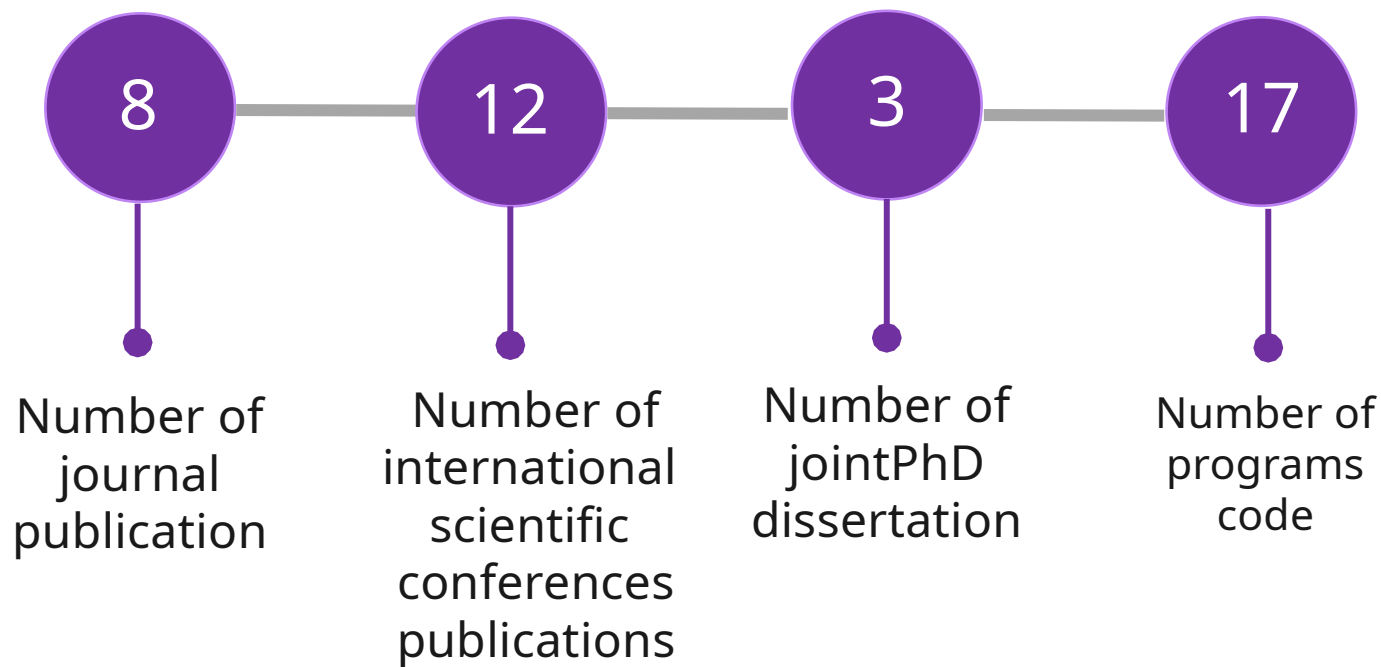 8
12
3
17
Number of
journal
publication
Number of
international
scientific
conferences
publications
Number of
jointPhD
dissertation
Number of
programs
code